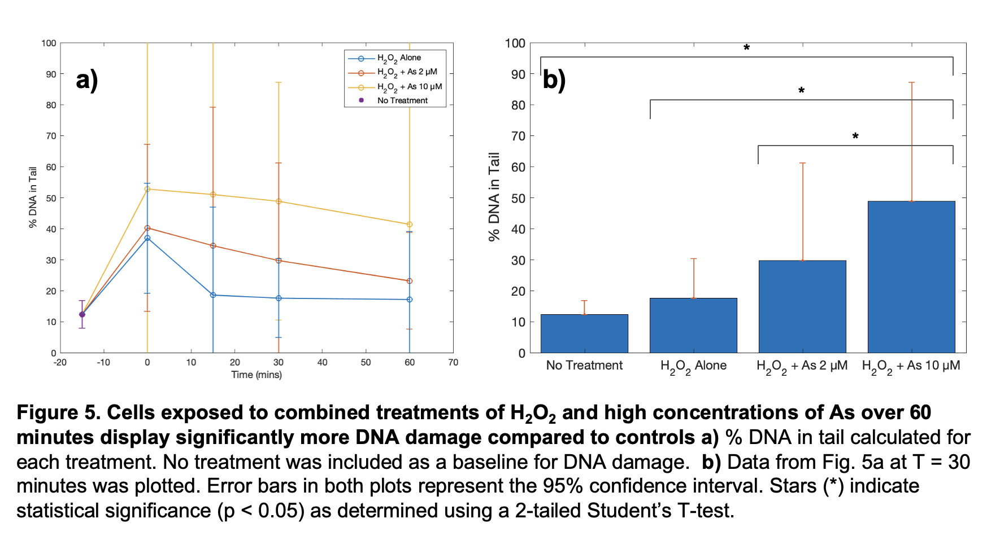 a)
100
90
80
70
60
50
40
30
20
10
0
% DNA in Tail
-20 -10 0 10 20 30 40 50 60 70
Time (mins)
H₂O₂ Alone
H₂O₂ + As 2 µM
H₂O₂ + As 10 µM
No Treatment
b)
100
90
80
70
60
50
40
30
20
10
0
% DNA in Tail
*
*
*
No Treatment H₂O₂ Alone H₂O₂ + As 2 µM H₂O₂ + As 10 µM
Figure 5. Cells exposed to combined treatments of H₂O₂ and high concentrations of As over 60
minutes display significantly more DNA damage compared to controls a) % DNA in tail calculated for
each treatment. No treatment was included as a baseline for DNA damage. b) Data from Fig. 5a at T = 30
minutes was plotted. Error bars in both plots represent the 95% confidence interval. Stars (*) indicate
statistical significance (p < 0.05) as determined using a 2-tailed Student’s T-test.